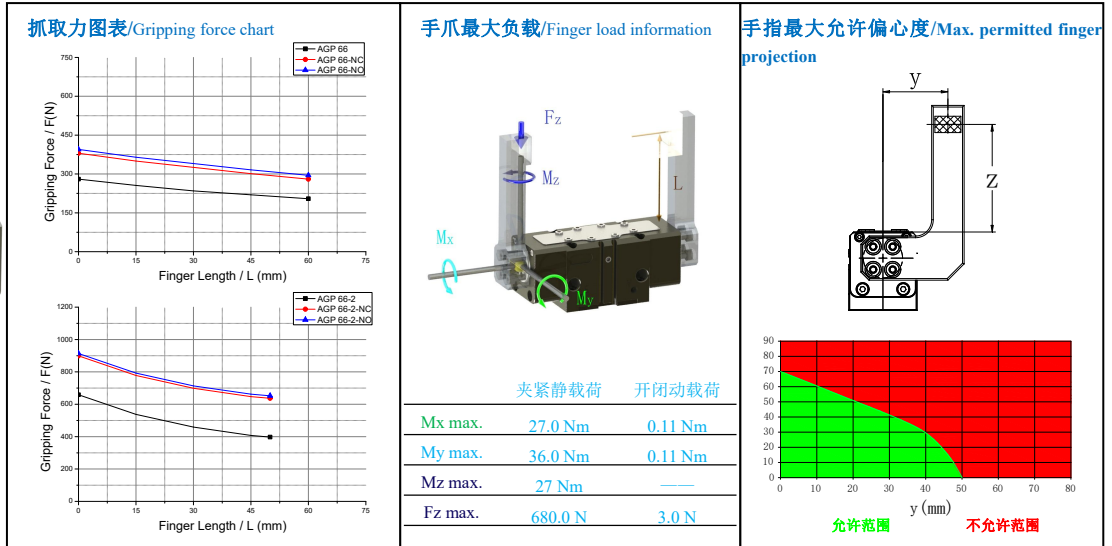 抓取力图表/Gripping force chart
AGP 66
AGP 66-NC
AGP 66-NO
750
600
450
300
150
0
Gripping Force / F(N)
0 15 30 45 60 75
Finger Length / L (mm)
AGP 66-2
AGP 66-2-NC
AGP 66-2-NO
1200
1000
800
600
400
200
0
Gripping Force / F(N)
0 15 30 45 60 75
Finger Length / L (mm)
手爪最大负载/Finger load information
Fz
Mz
L
Mx
My
夹紧静载荷 开闭动载荷
Mx max. 27.0 Nm 0.11 Nm
My max. 36.0 Nm 0.11 Nm
Mz max. 27 Nm ——
Fz max. 680.0 N 3.0 N
手指最大允许偏心度/Max. permitted finger
projection
y
Z
90
80
70
60
50
40
30
20
10
0
0 10 20 30 40 50 60 70 80
y(mm)
允许范围 不允许范围